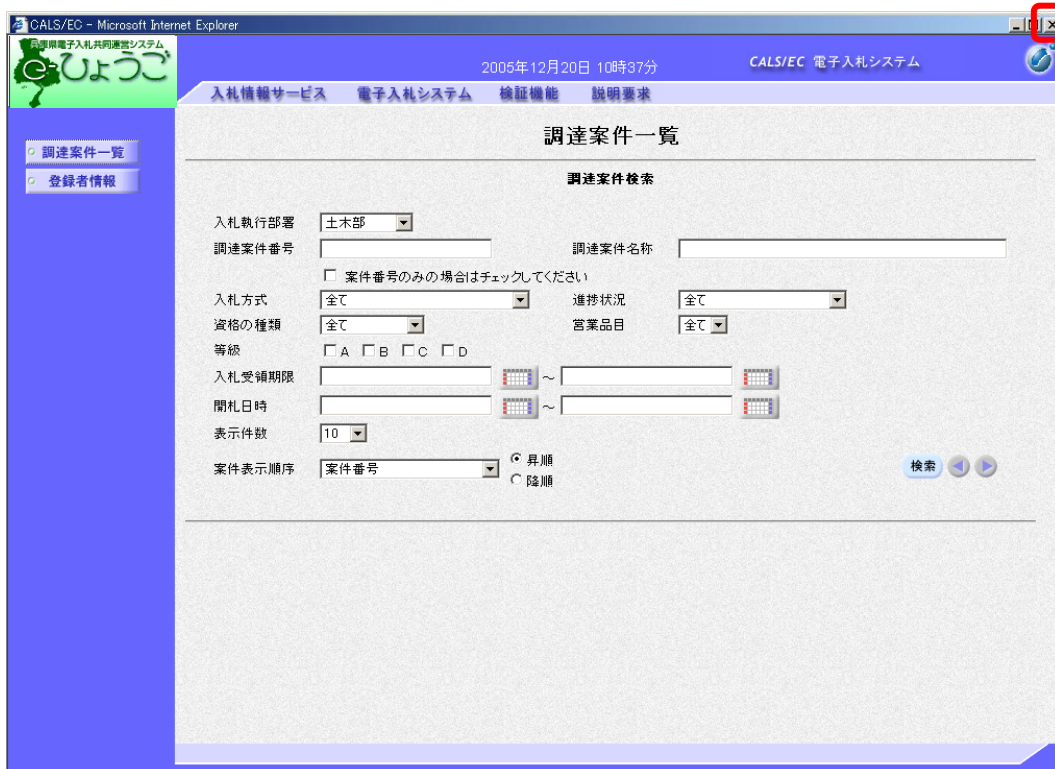 CALS/EC - Microsoft Internet Explorer
兵庫県電子入札共同運営システム
e-ひょうご
2005年12月20日 10時37分
CALS/EC 電子入札システム
入札情報サービス 電子入札システム 検証機能 説明要求
調達案件一覧
登録者情報
調達案件一覧
調達案件検索
入札執行部署 土木部
調達案件番号 調達案件名称
案件番号のみの場合はチェックしてください
入札方式 全て 進捗状況 全て
資格の種類 全て 営業品目 全て
等級 A B C D
入札受領期限 ～
開札日時 ～
表示件数 10
案件表示順序 案件番号 昇順
降順
検索